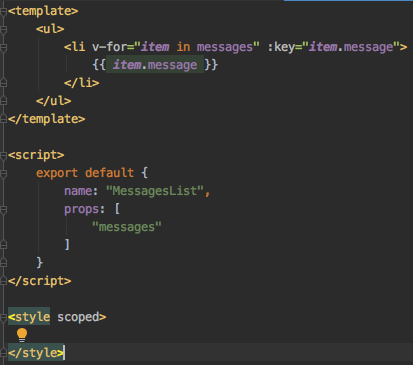 <template>
<ul>
<li v-for="item in messages" :key="item.message">
{{ item.message }}
</li>
</ul>
</template>
<script>
export default {
name: "MessagesList",
props: [
"messages"
]
}
</script>
<style scoped>
</style>